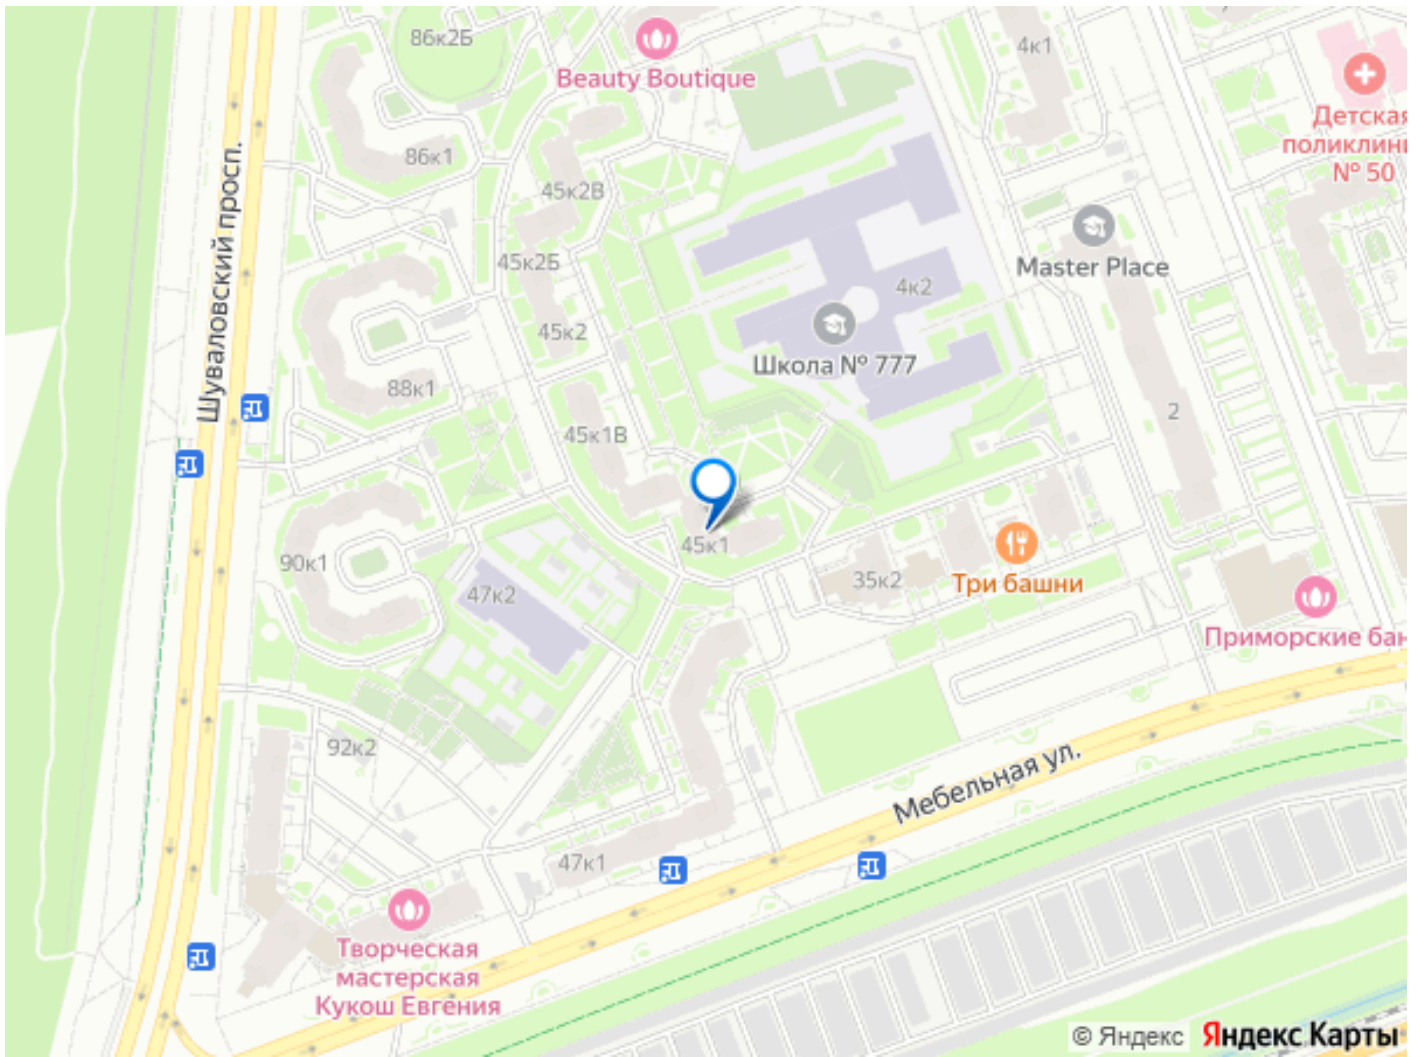 86к2Б
Beauty Boutique
4к1
Детская
поликлини
№ 50
86к1
Шуваловский просп.
45к2В
45к2Б
Master Place
4к2
45к2
Школа № 777
88к1
2
45к1В
45к1
90к1
47к2
35к2
Три башни
Приморские бан
92к2
Мебельная ул.
47к1
Творческая
мастерская
Кукош Евгения
© Яндекс Яндекс Карты